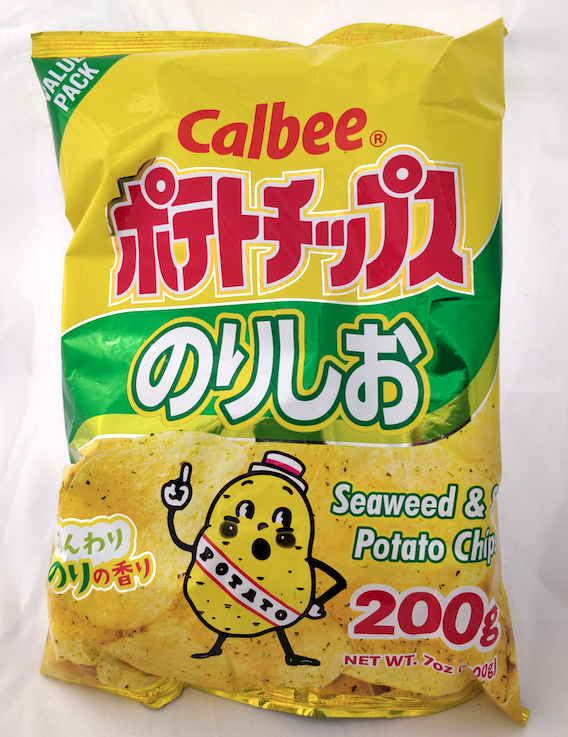 VALUE
PACK
Calbee®
ポテトチップス
のりしお
Seaweed &
Potato Chips
んわり
のりの香り
POTATO
200g
NET WT. 7oz